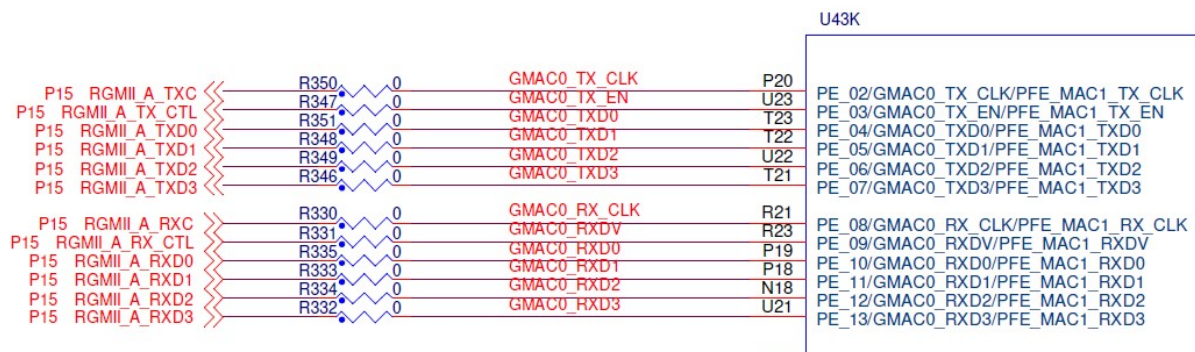 U43K
P15 RGMII_A_TXC R350 0 GMAC0_TX_CLK P20 PE_02/GMAC0_TX_CLK/PFE_MAC1_TX_CLK
P15 RGMII_A_TX_CTL R347 0 GMAC0_TX_EN U23 PE_03/GMAC0_TX_EN/PFE_MAC1_TX_EN
P15 RGMII_A_TXD0 R351 0 GMAC0_TXD0 T23 PE_04/GMAC0_TXD0/PFE_MAC1_TXD0
P15 RGMII_A_TXD1 R348 0 GMAC0_TXD1 T22 PE_05/GMAC0_TXD1/PFE_MAC1_TXD1
P15 RGMII_A_TXD2 R349 0 GMAC0_TXD2 U22 PE_06/GMAC0_TXD2/PFE_MAC1_TXD2
P15 RGMII_A_TXD3 R346 0 GMAC0_TXD3 T21 PE_07/GMAC0_TXD3/PFE_MAC1_TXD3
P15 RGMII_A_RXC R330 0 GMAC0_RX_CLK R21 PE_08/GMAC0_RX_CLK/PFE_MAC1_RX_CLK
P15 RGMII_A_RX_CTL R331 0 GMAC0_RXDV R23 PE_09/GMAC0_RXDV/PFE_MAC1_RXDV
P15 RGMII_A_RXD0 R335 0 GMAC0_RXD0 P19 PE_10/GMAC0_RXD0/PFE_MAC1_RXD0
P15 RGMII_A_RXD1 R333 0 GMAC0_RXD1 P18 PE_11/GMAC0_RXD1/PFE_MAC1_RXD1
P15 RGMII_A_RXD2 R334 0 GMAC0_RXD2 N18 PE_12/GMAC0_RXD2/PFE_MAC1_RXD2
P15 RGMII_A_RXD3 R332 0 GMAC0_RXD3 U21 PE_13/GMAC0_RXD3/PFE_MAC1_RXD3